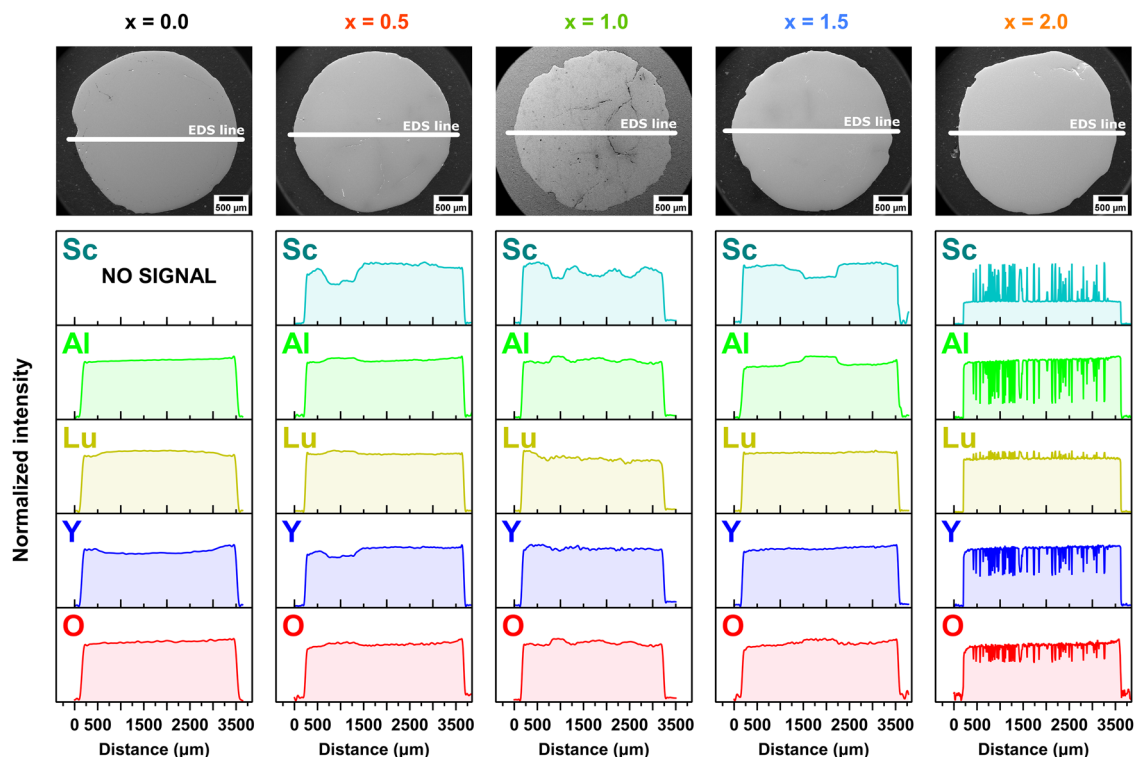 x = 0.0 x = 0.5 x = 1.0 x = 1.5 x = 2.0
EDS line EDS line EDS line EDS line EDS line
500 µm 500 µm 500 µm 500 µm 500 µm
Sc Sc Sc Sc Sc
NO SIGNAL
Al Al Al Al Al
Lu Lu Lu Lu Lu
Y Y Y Y Y
O O O O O
Normalized intensity
0 500 1500 2500 3500 0 500 1500 2500 3500 0 500 1500 2500 3500 0 500 1500 2500 3500 0 500 1500 2500 3500
Distance (µm) Distance (µm) Distance (µm) Distance (µm) Distance (µm)